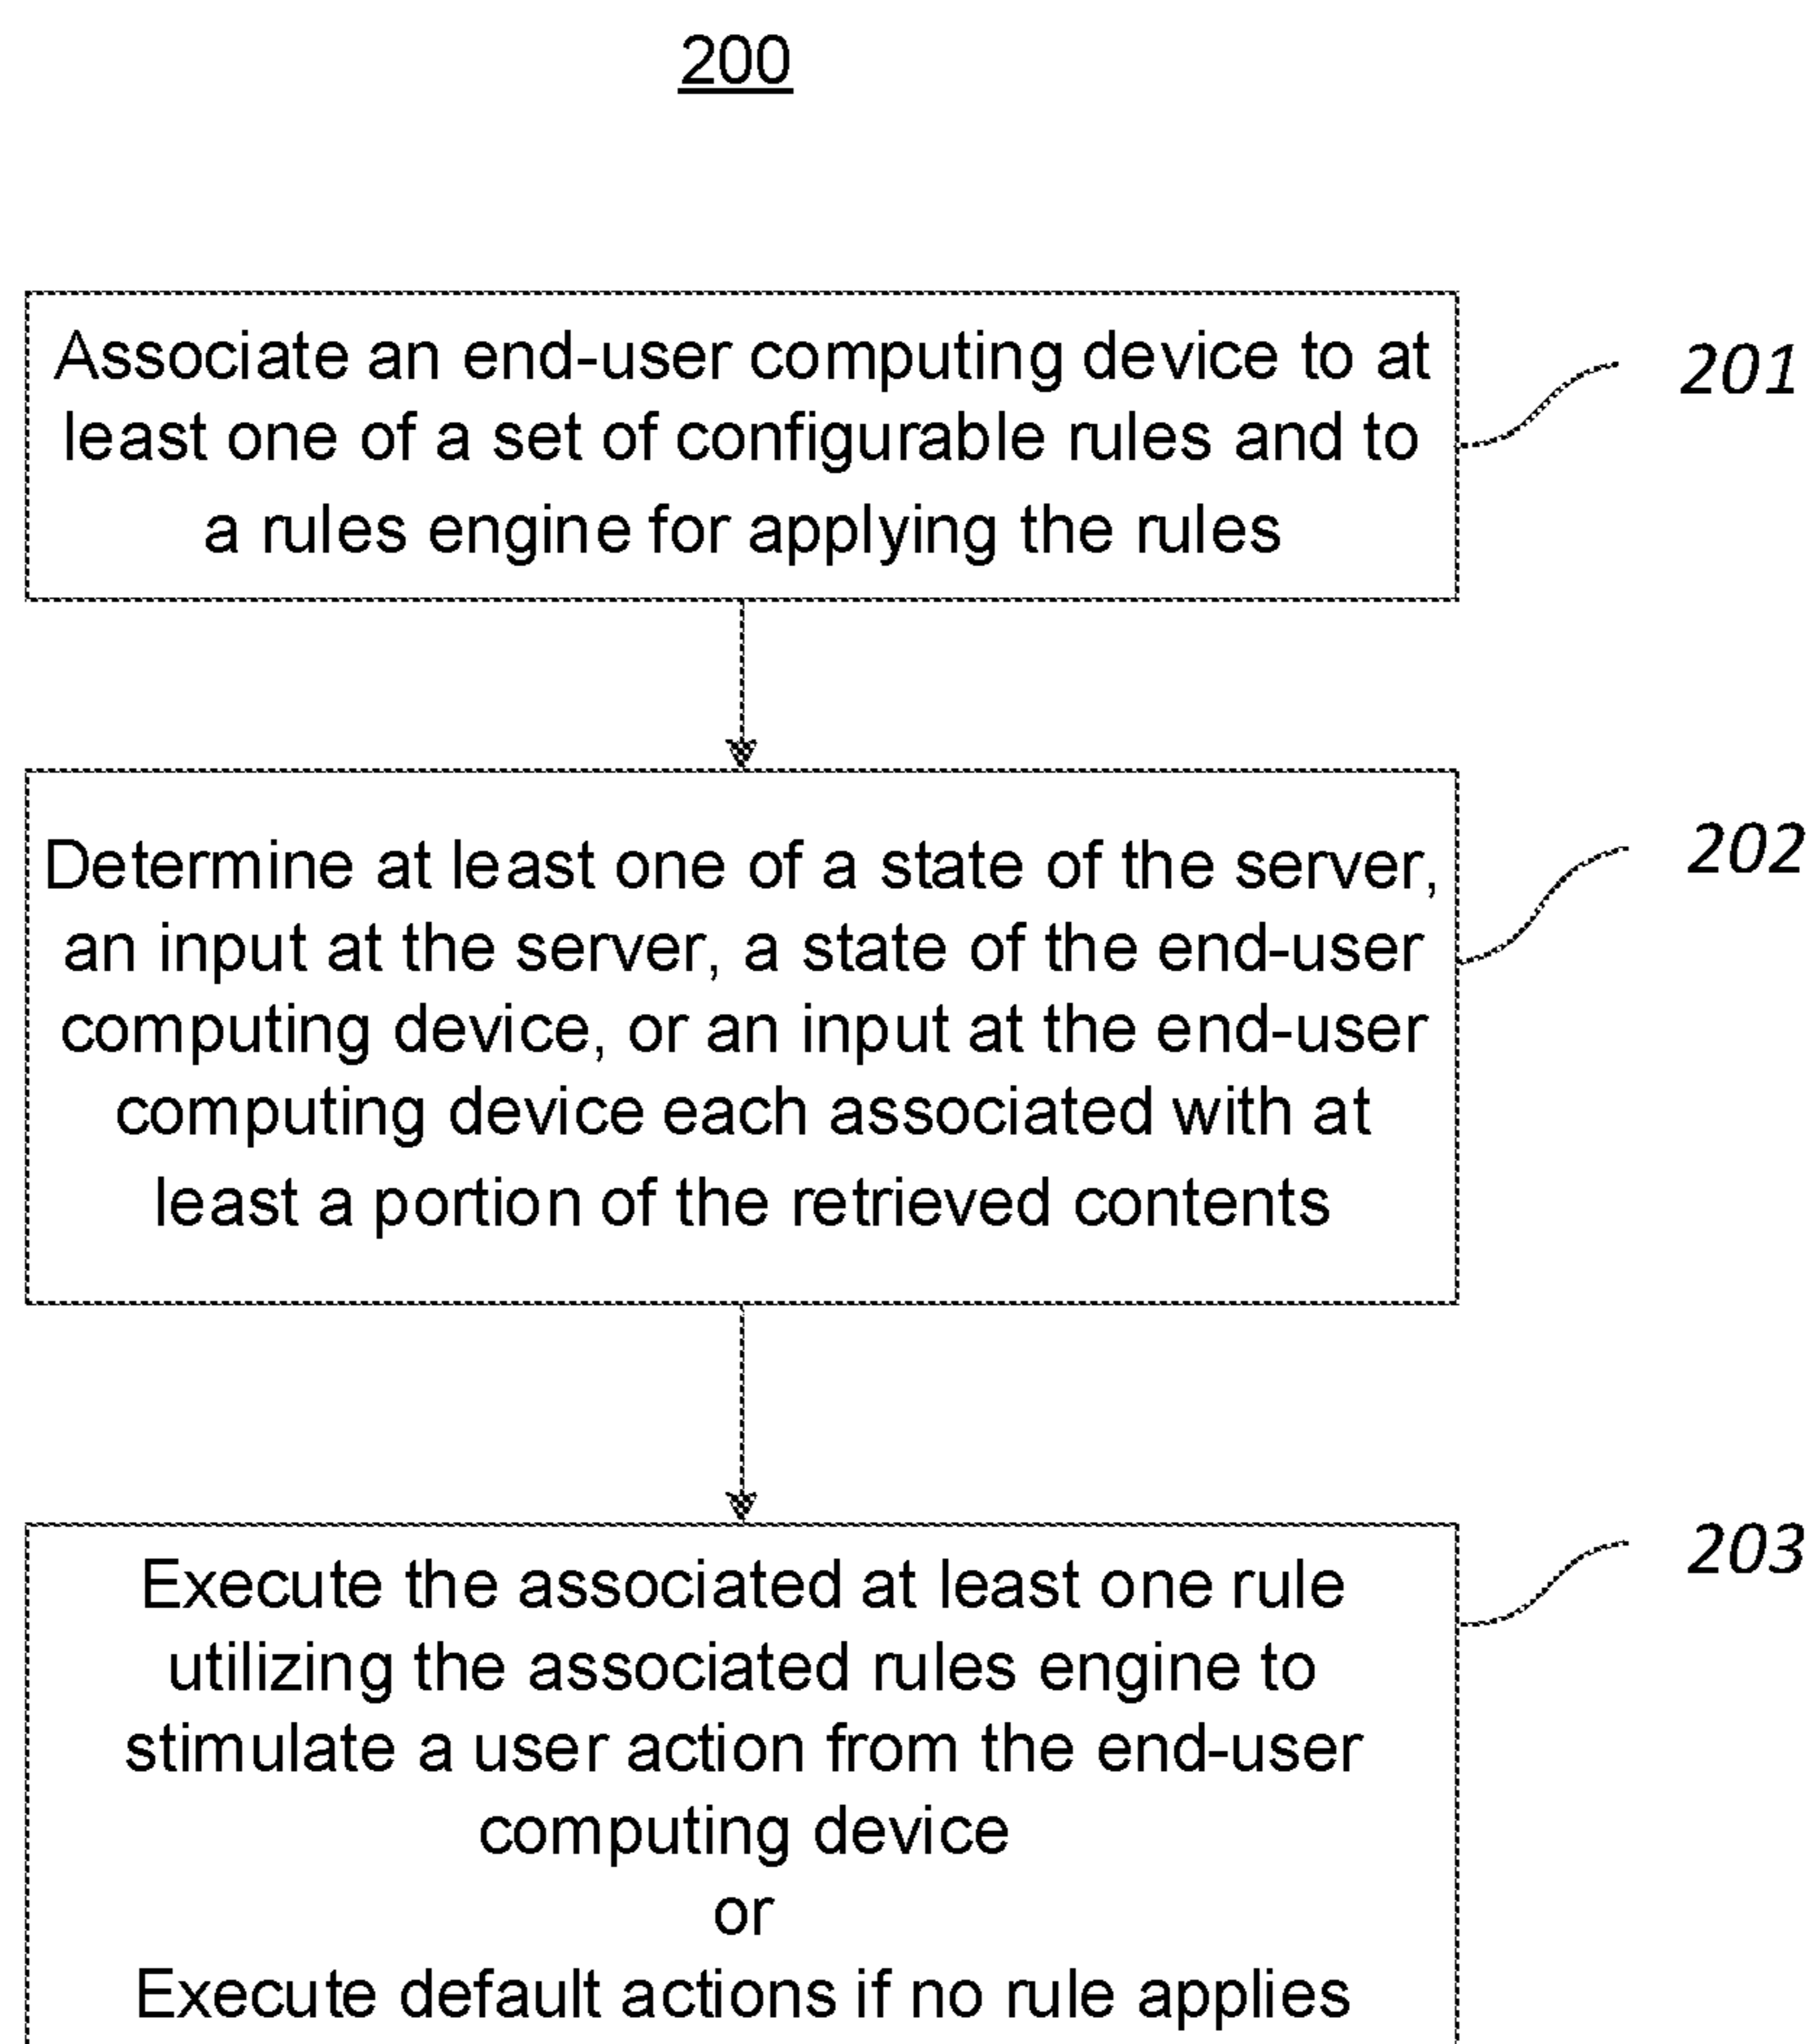 200
Associate an end-user computing device to at
least one of a set of configurable rules and to
a rules engine for applying the rules
201
Determine at least one of a state of the server,
an input at the server, a state of the end-user
computing device, or an input at the end-user
computing device each associated with at
least a portion of the retrieved contents
202
Execute the associated at least one rule
utilizing the associated rules engine to
stimulate a user action from the end-user
computing device
or
Execute default actions if no rule applies
203